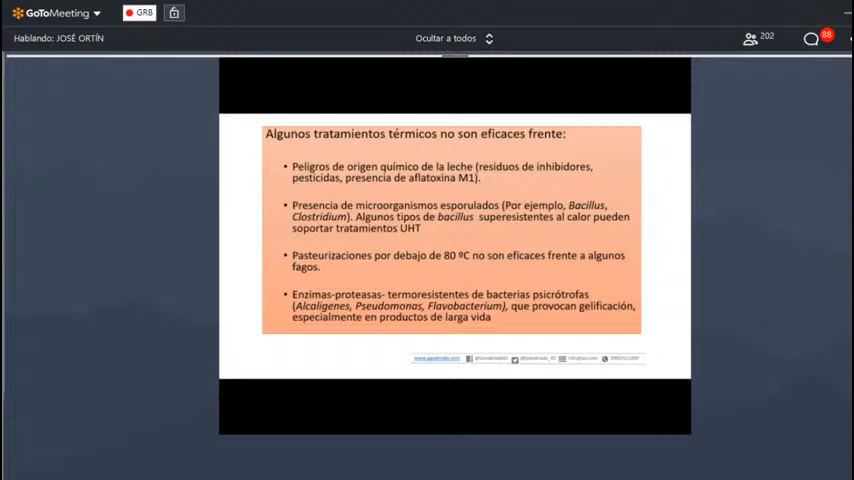 GoToMeeting
GRB
Hablando: JOSÉ ORTÍN
Ocultar a todos
202
88
Algunos tratamientos térmicos no son eficaces frente:
• Peligros de origen químico de la leche (residuos de inhibidores,
pesticidas, presencia de aflatoxina M1).
• Presencia de microorganismos esporulados (Por ejemplo, Bacillus,
Clostridium). Algunos tipos de bacillus superesistentes al calor pueden
soportar tratamientos UHT
• Pasteurizaciones por debajo de 80 ºC no son eficaces frente a algunos
fagos.
• Enzimas-proteasas- termoresistentes de bacterias psicrótrofas
(Alcaligenes, Pseudomonas, Flavobacterium), que provocan gelificación,
especialmente en productos de larga vida